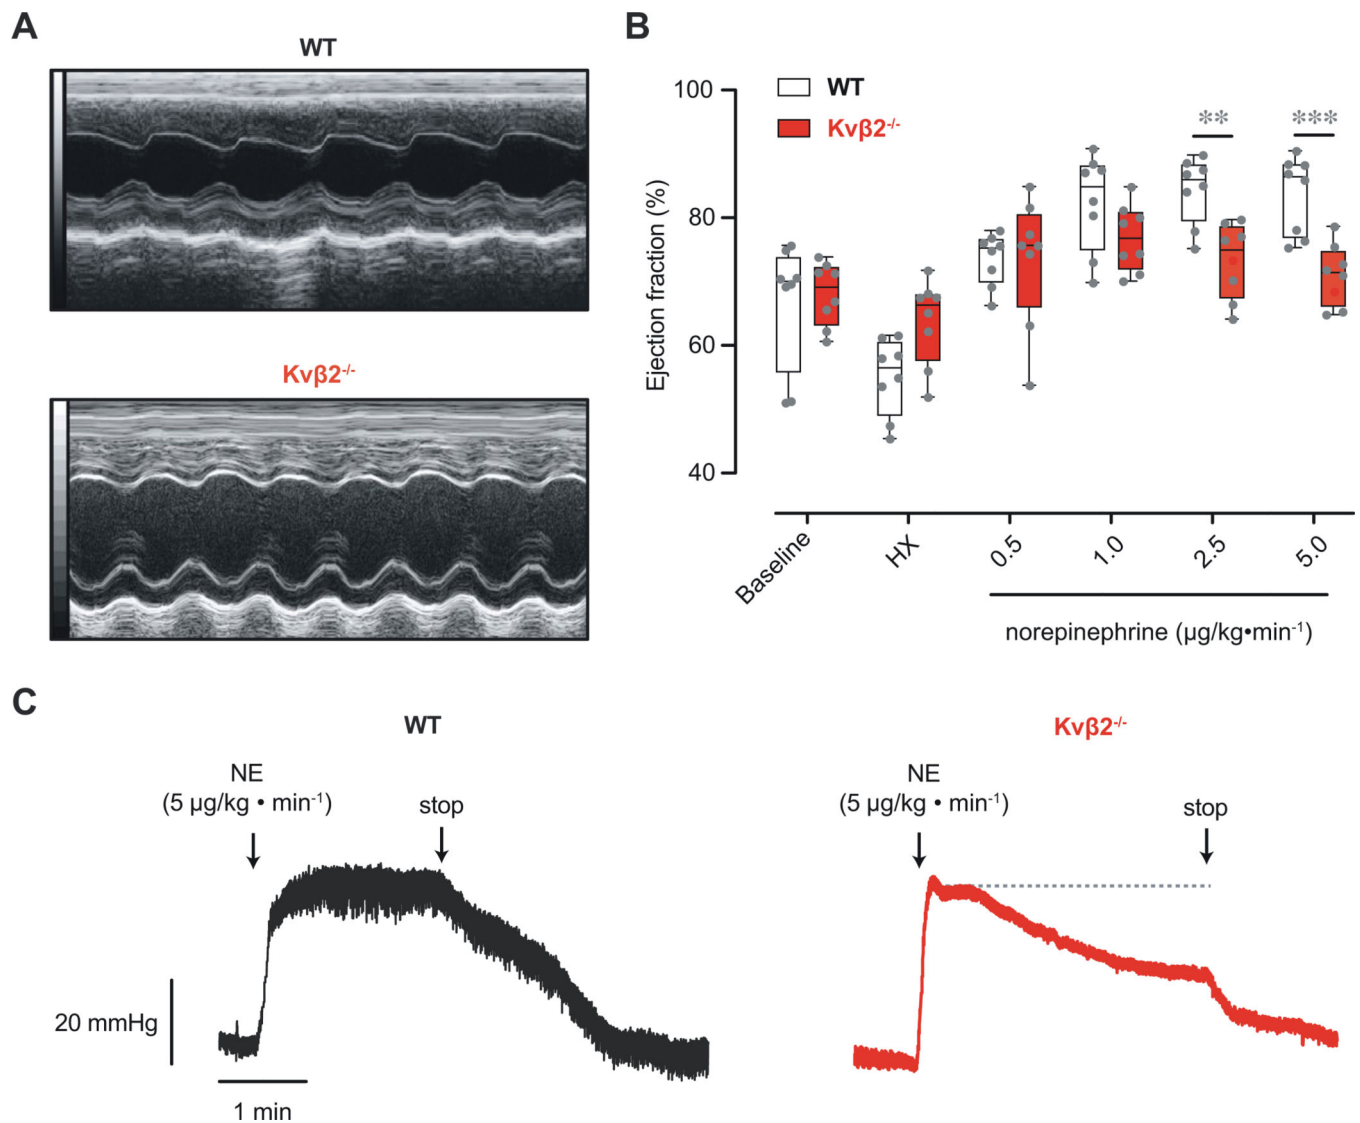 A
WT
Kvβ2-/-
B
WT
Kvβ2-/-
**
***
Ejection fraction (%)
100
80
60
40
Baseline
HX
0.5
1.0
2.5
5.0
norepinephrine (µg/kg•min-1)
C
WT
NE
(5 µg/kg • min-1)
stop
20 mmHg
1 min
Kvβ2-/-
NE
(5 µg/kg • min-1)
stop